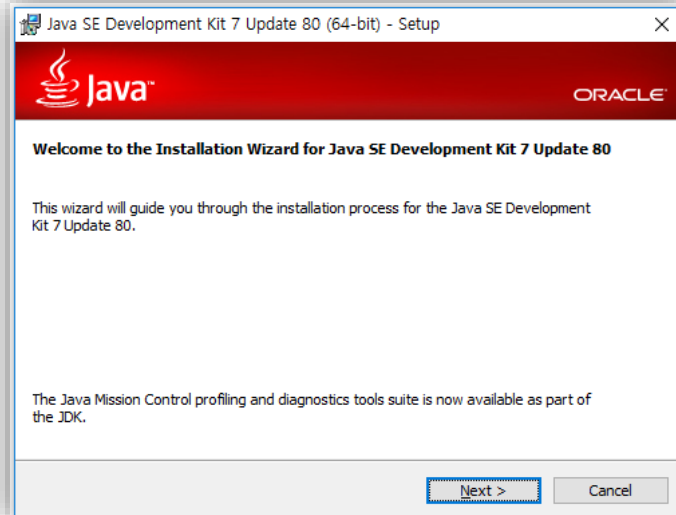 Java SE Development Kit 7 Update 80 (64-bit) - Setup
Java™
ORACLE®
Welcome to the Installation Wizard for Java SE Development Kit 7 Update 80
This wizard will guide you through the installation process for the Java SE Development
Kit 7 Update 80.
The Java Mission Control profiling and diagnostics tools suite is now available as part of
the JDK.
Next >
Cancel